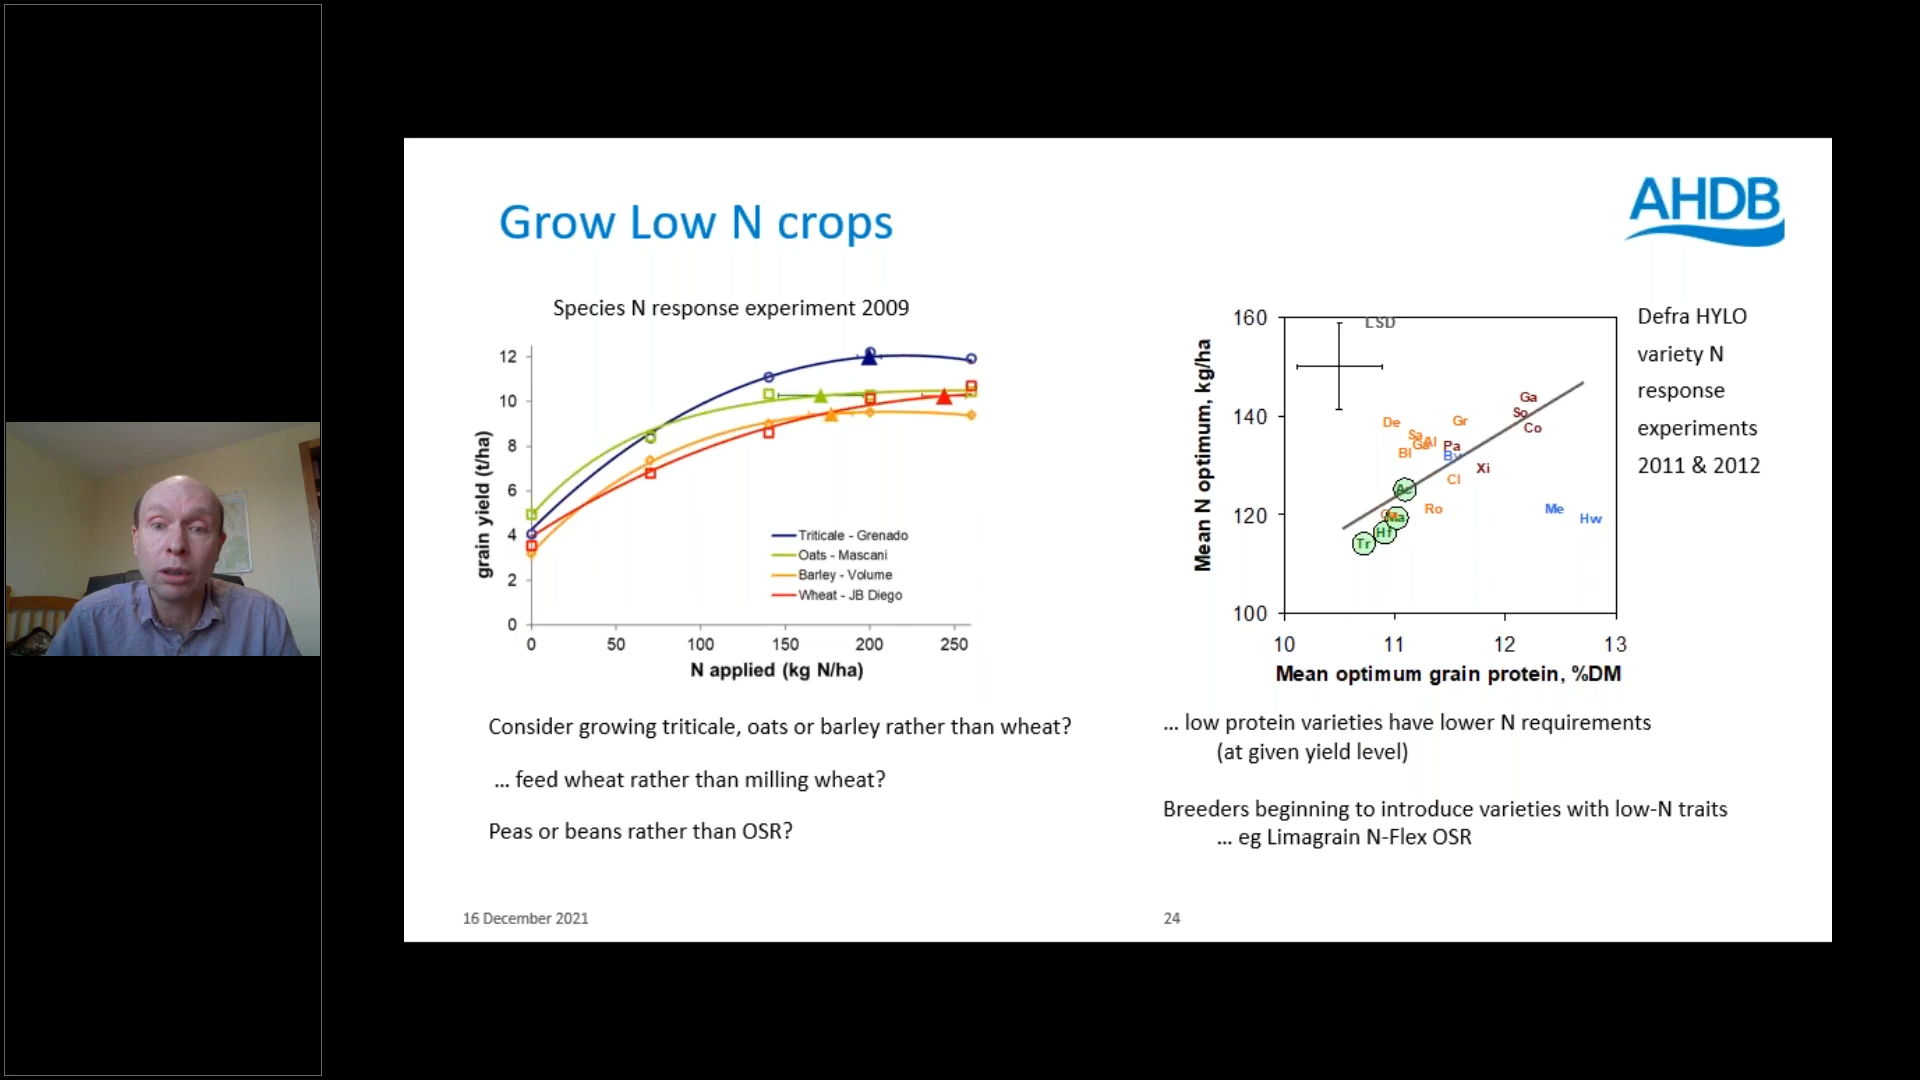 Grow Low N crops
AHDB
Species N response experiment 2009
12
10
8
6
4
2
0
grain yield (t/ha)
0 50 100 150 200 250
N applied (kg N/ha)
Triticale - Grenado
Oats - Mascani
Barley - Volume
Wheat - JB Diego
Consider growing triticale, oats or barley rather than wheat?
... feed wheat rather than milling wheat?
Peas or beans rather than OSR?
160
140
120
100
Mean N optimum, kg/ha
10 11 12 13
Mean optimum grain protein, %DM
LSD
Ga
So
Co
De
Gr
Sa
Al
Bl
Pa
Xi
Cl
Ro
Me
Hw
Ma
Hf
Tr
Defra HYLO
variety N
response
experiments
2011 & 2012
... low protein varieties have lower N requirements
(at given yield level)
Breeders beginning to introduce varieties with low-N traits
... eg Limagrain N-Flex OSR
16 December 2021
24